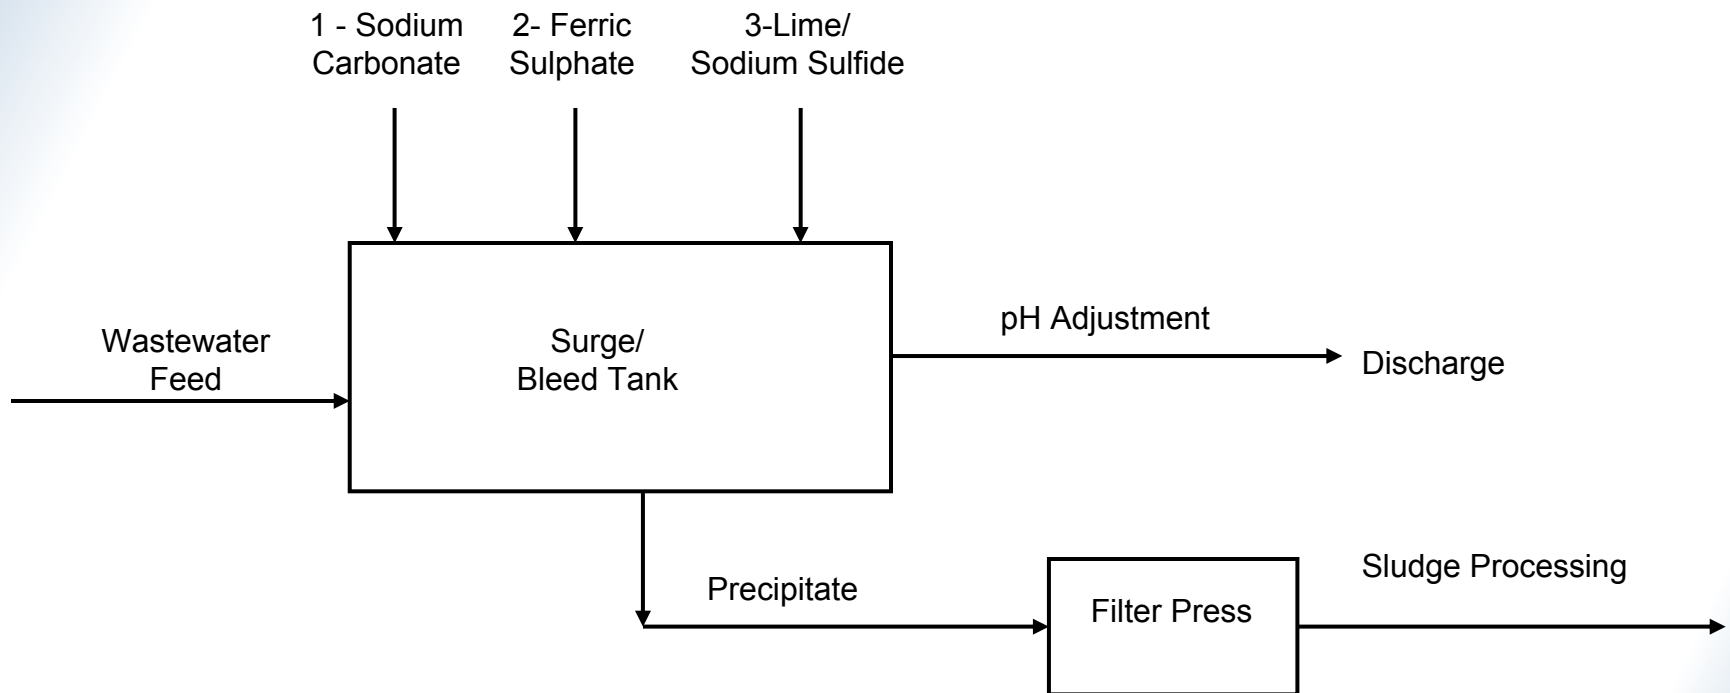 1 - Sodium
Carbonate
2- Ferric
Sulphate
3-Lime/
Sodium Sulfide
Wastewater
Feed
Surge/
Bleed Tank
pH Adjustment
Discharge
Precipitate
Filter Press
Sludge Processing